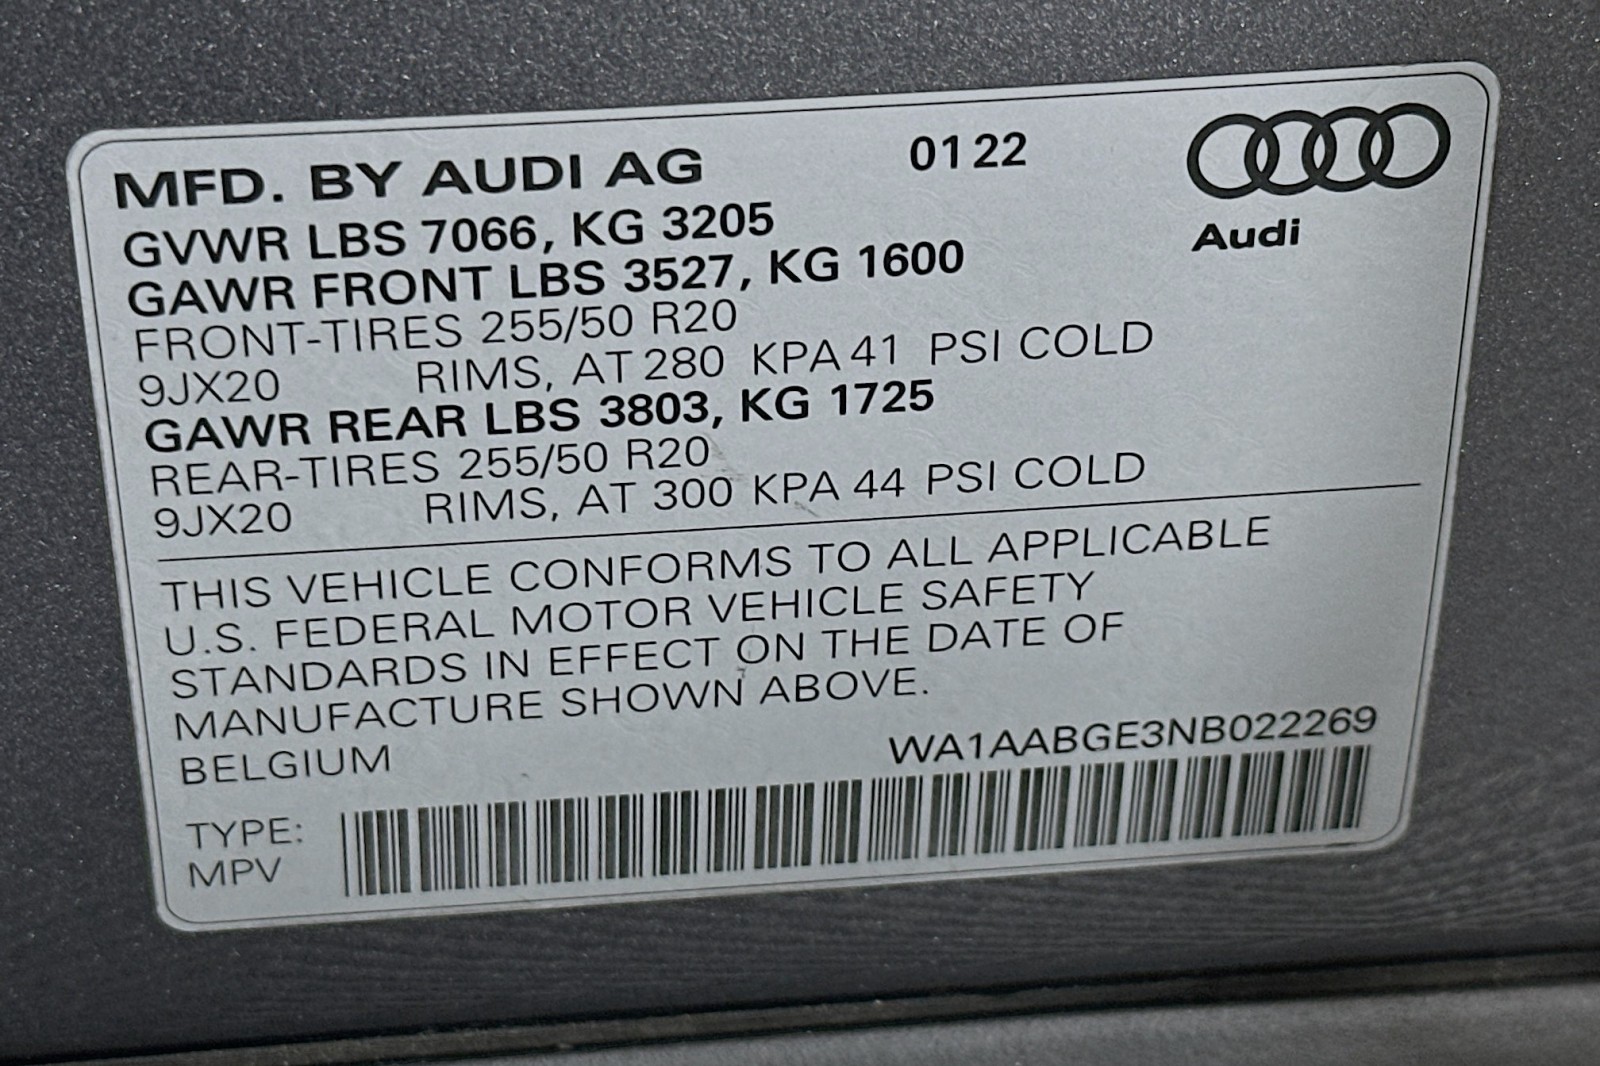 MFD. BY AUDI AG 0122
Audi
GVWR LBS 7066, KG 3205
GAWR FRONT LBS 3527, KG 1600
FRONT-TIRES 255/50 R20
9JX20 RIMS, AT 280 KPA 41 PSI COLD
GAWR REAR LBS 3803, KG 1725
REAR-TIRES 255/50 R20
9JX20 RIMS, AT 300 KPA 44 PSI COLD
THIS VEHICLE CONFORMS TO ALL APPLICABLE
U.S. FEDERAL MOTOR VEHICLE SAFETY
STANDARDS IN EFFECT ON THE DATE OF
MANUFACTURE SHOWN ABOVE.
BELGIUM WA1AABGE3NB022269
TYPE:
MPV